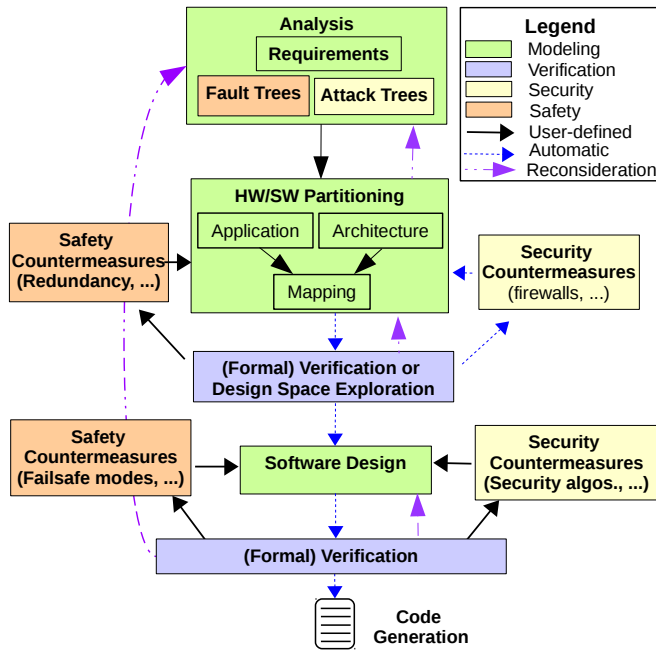 Analysis
Requirements
Fault Trees
Attack Trees
Legend
Modeling
Verification
Security
Safety
User-defined
Automatic
Reconsideration
HW/SW Partitioning
Application
Architecture
Mapping
Safety
Countermeasures
(Redundancy, ...)
Security
Countermeasures
(firewalls, ...)
(Formal) Verification or
Design Space Exploration
Safety
Countermeasures
(Failsafe modes, ...)
Software Design
Security
Countermeasures
(Security algos., ...)
(Formal) Verification
Code
Generation